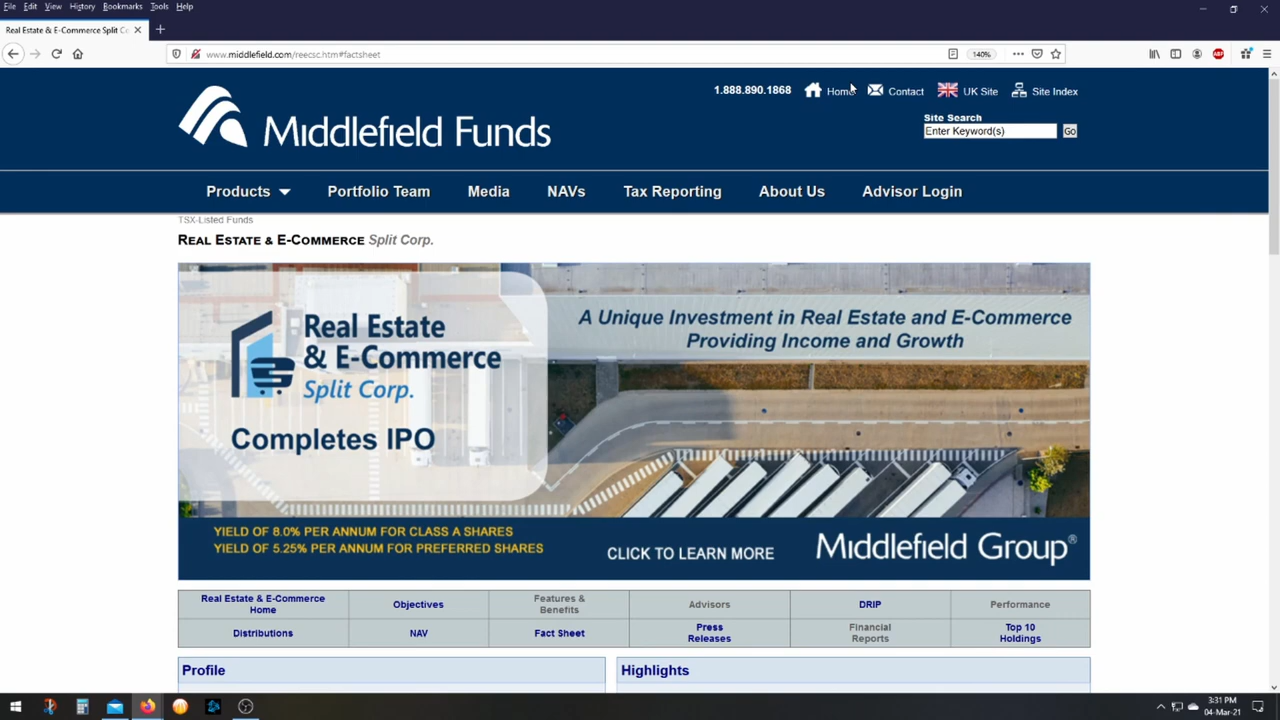 File Edit View History Bookmarks Tools Help
Real Estate & E-Commerce Split Co
www.middlefield.com/reecsc.htm#factsheet
140%
ABP
1.888.890.1868 Home Contact UK Site Site Index
Middlefield Funds
Site Search
Enter Keyword(s) Go
Products Portfolio Team Media NAVs Tax Reporting About Us Advisor Login
TSX-Listed Funds
Real Estate & E-Commerce Split Corp.
Real Estate
& E-Commerce
Split Corp.
Completes IPO
A Unique Investment in Real Estate and E-Commerce
Providing Income and Growth
YIELD OF 8.0% PER ANNUM FOR CLASS A SHARES
YIELD OF 5.25% PER ANNUM FOR PREFERRED SHARES
CLICK TO LEARN MORE
Middlefield Group®
Real Estate & E-Commerce
Home
Objectives
Features &
Benefits
Advisors
DRIP
Performance
Distributions
NAV
Fact Sheet
Press
Releases
Financial
Reports
Top 10
Holdings
Profile
Highlights
3:31 PM
04-Mar-21